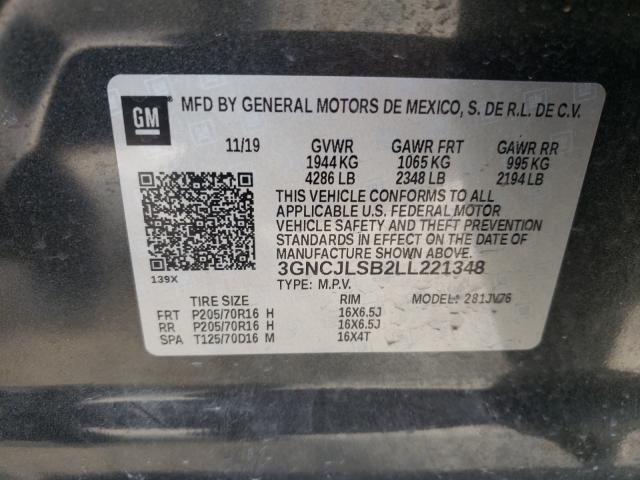 GM MFD BY GENERAL MOTORS DE MEXICO, S. DE R.L. DE C.V.
11/19 GVWR GAWR FRT GAWR RR
1944 KG 1065 KG 995 KG
4286 LB 2348 LB 2194 LB
THIS VEHICLE CONFORMS TO ALL
APPLICABLE U.S. FEDERAL MOTOR
VEHICLE SAFETY AND THEFT PREVENTION
STANDARDS IN EFFECT ON THE DATE OF
MANUFACTURE SHOWN ABOVE.
3GNCJLSB2LL221348
139X TYPE: M.P.V.
TIRE SIZE RIM MODEL: 281JV76
FRT P205/70R16 H 16X6.5J
RR P205/70R16 H 16X6.5J
SPA T125/70D16 M 16X4T